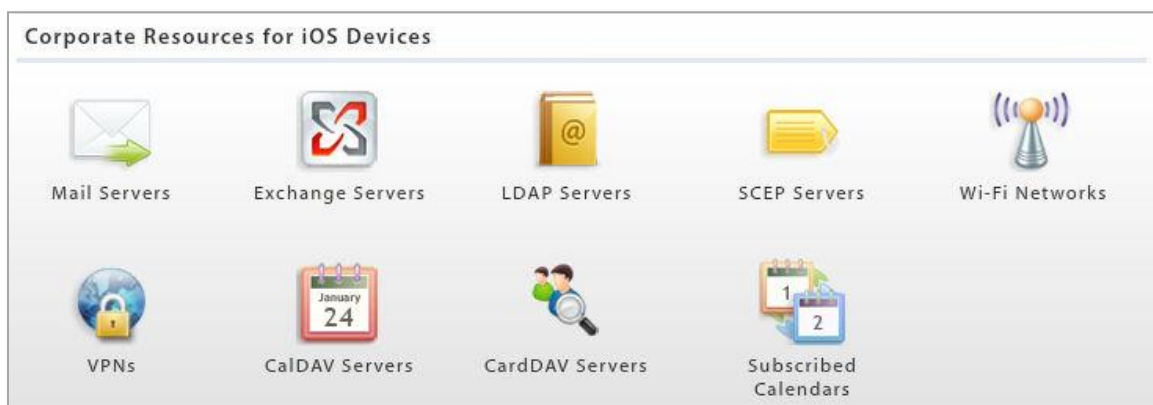 Corporate Resources for iOS Devices
@
Mail Servers
Exchange Servers
LDAP Servers
SCEP Servers
Wi-Fi Networks
January
24
1
2
VPNs
CalDAV Servers
CardDAV Servers
Subscribed
Calendars